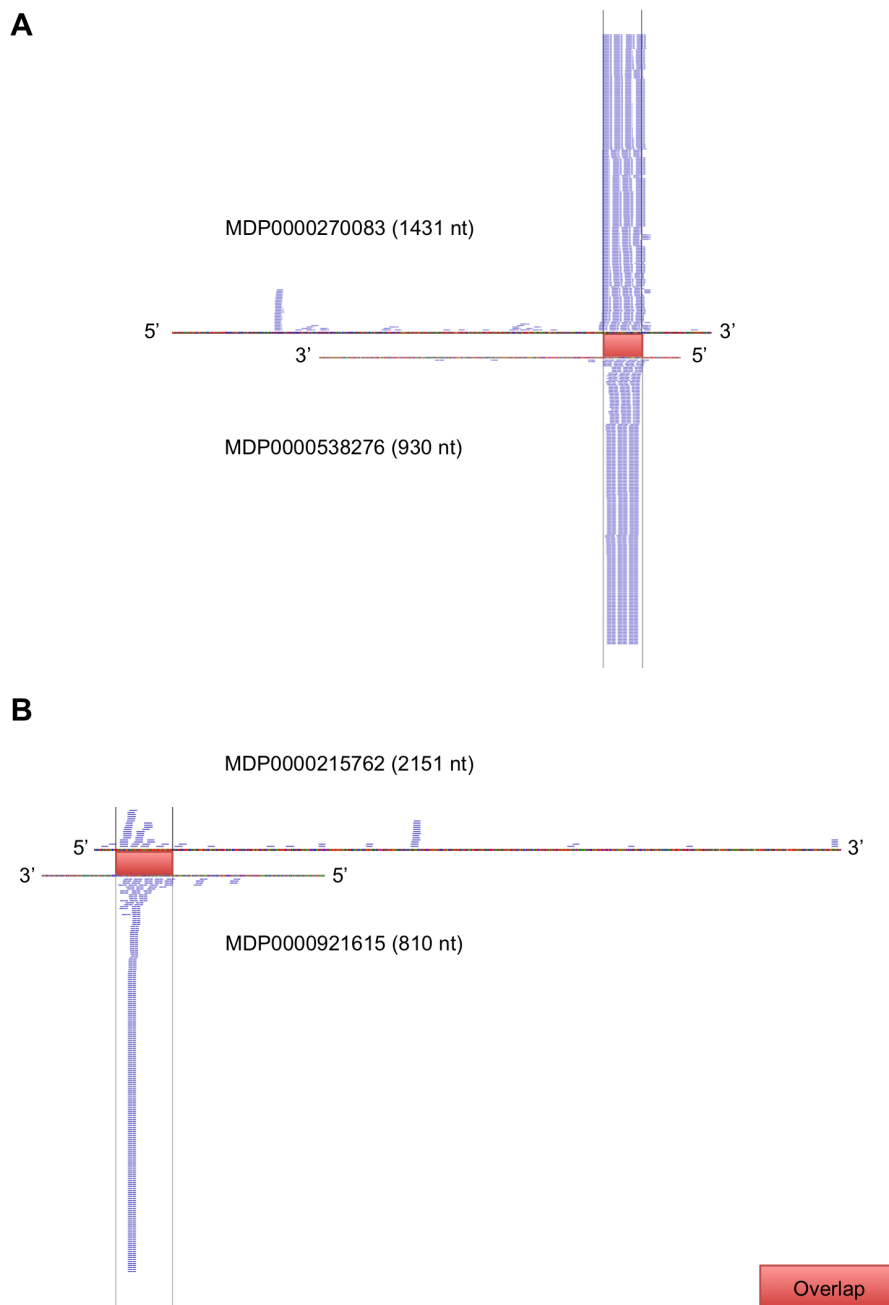 A
MDP0000270083 (1431 nt)
5’ 3’
3’ 5’
MDP0000538276 (930 nt)
B
MDP0000215762 (2151 nt)
5’ 3’
3’ 5’
MDP0000921615 (810 nt)
Overlap